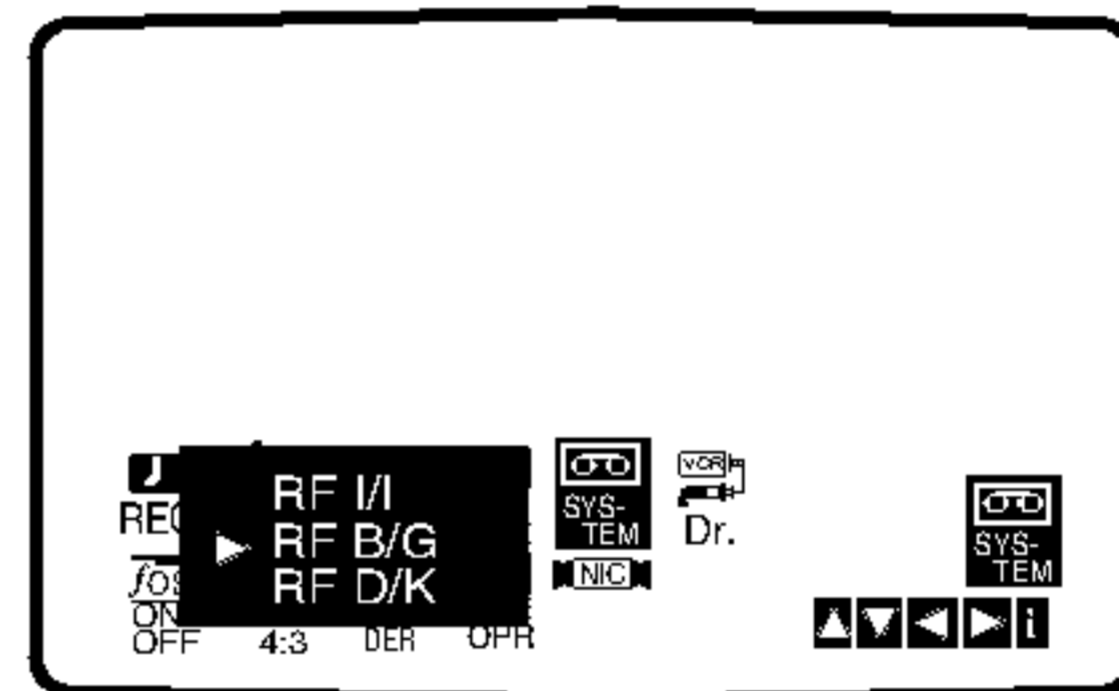 RF I/I
RF B/G
RF D/K
REC
ON
OFF
4:3
DER
OPR
SYS-
TEM
NIC
VCR
Dr.
SYS-
TEM
i